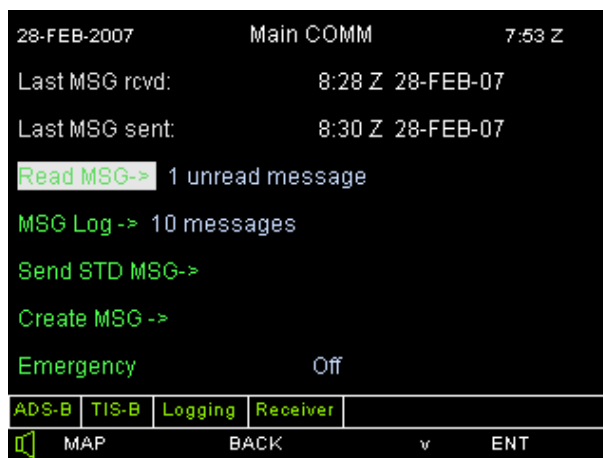 28-FEB-2007 Main COMM 7:53 Z
Last MSG rcvd: 8:28 Z 28-FEB-07
Last MSG sent: 8:30 Z 28-FEB-07
Read MSG-> 1 unread message
MSG Log -> 10 messages
Send STD MSG->
Create MSG ->
Emergency Off
ADS-B TIS-B Logging Receiver
MAP BACK v ENT